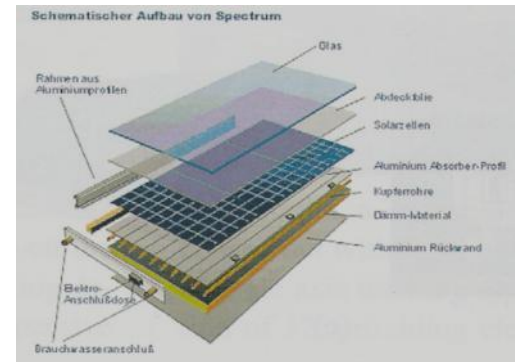 Schematischer Aufbau von Spectrum
Glas
Rahmen aus
Aluminiumprofilen
Abdeckfolie
Solarzellen
Aluminium Absorber-Profil
Kupferrohre
Dämm-Material
Aluminium Rückwand
Elektro-
Anschlußdose
Brauchwasseranschluß